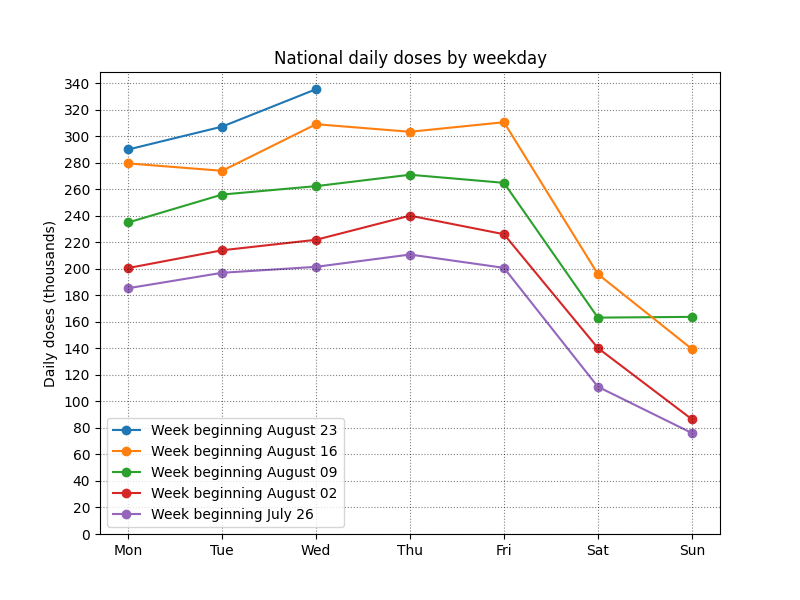 National daily doses by weekday
Daily doses (thousands)
340
320
300
280
260
240
220
200
180
160
140
120
100
80
60
40
20
0
Week beginning August 23
Week beginning August 16
Week beginning August 09
Week beginning August 02
Week beginning July 26
Mon Tue Wed Thu Fri Sat Sun